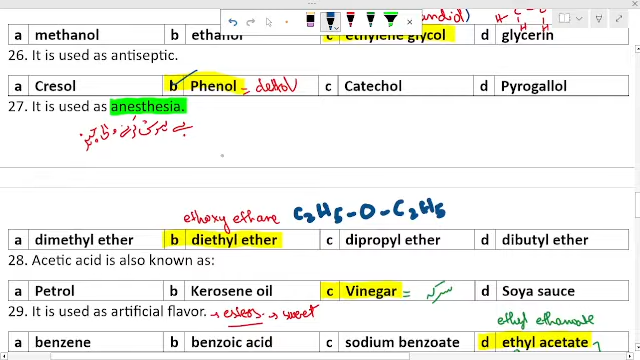 a methanol b ethanol c ethylene glycol d glycerin
26. It is used as antiseptic.
a Cresol b Phenol = dettol c Catechol d Pyrogallol
27. It is used as anesthesia.
ethoxy ethane C2H5-O-C2H5
a dimethyl ether b diethyl ether c dipropyl ether d dibutyl ether
28. Acetic acid is also known as:
a Petrol b Kerosene oil c Vinegar = سرکہ d Soya sauce
29. It is used as artificial flavor. → esters → sweet
ethyl ethanoate
a benzene b benzoic acid c sodium benzoate d ethyl acetate